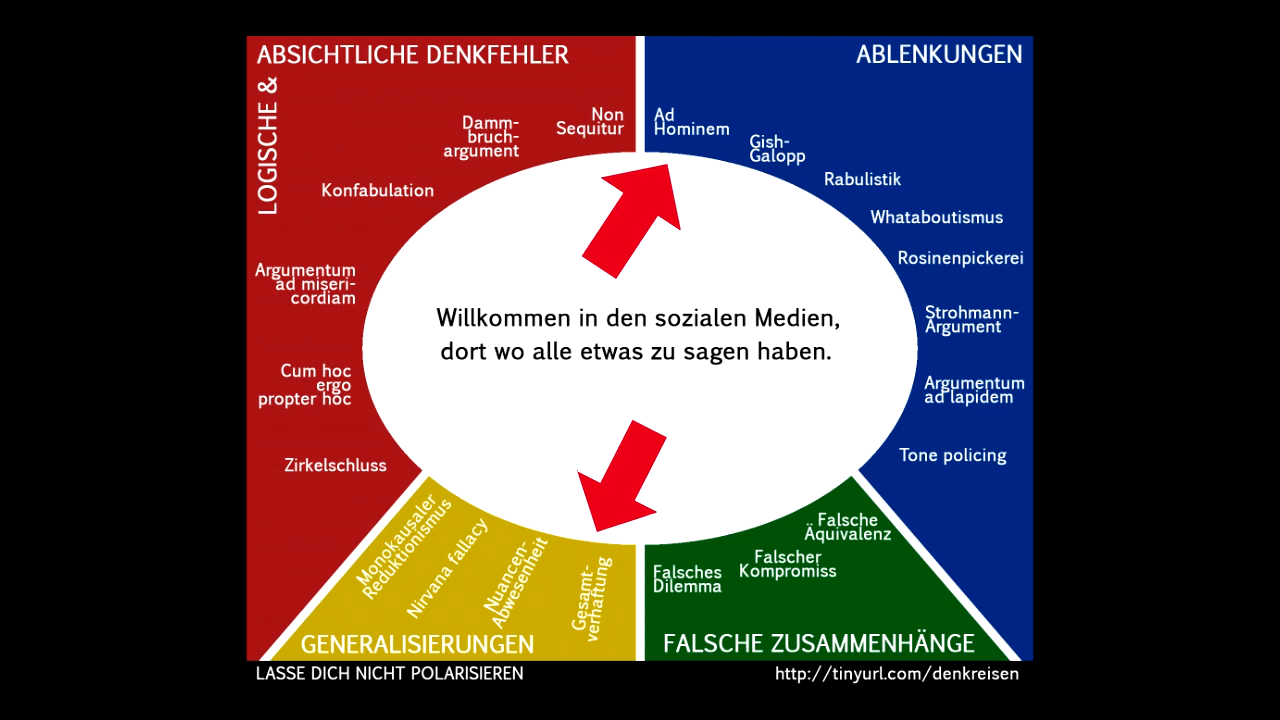 ABSICHTLICHE DENKFEHLER
LOGISCHE &
Non
Sequitur
Damm-
bruch-
argument
Konfabulation
Argumentum
ad miseri-
cordiam
Cum hoc
ergo
propter hoc
Zirkelschluss
ABLENKUNGEN
Ad
Hominem
Gish-
Galopp
Rabulistik
Whataboutismus
Rosinenpickerei
Strohmann-
Argument
Argumentum
ad lapidem
Tone policing
Willkommen in den sozialen Medien,
dort wo alle etwas zu sagen haben.
Monokausaler
Reduktionismus
Nirvana fallacy
Nuancen-
Abwesenheit
Gesamt-
verhaftung
GENERALISIERUNGEN
Falsches
Dilemma
Falscher
Kompromiss
Falsche
Äquivalenz
FALSCHE ZUSAMMENHÄNGE
LASSE DICH NICHT POLARISIEREN
http://tinyurl.com/denkreisen